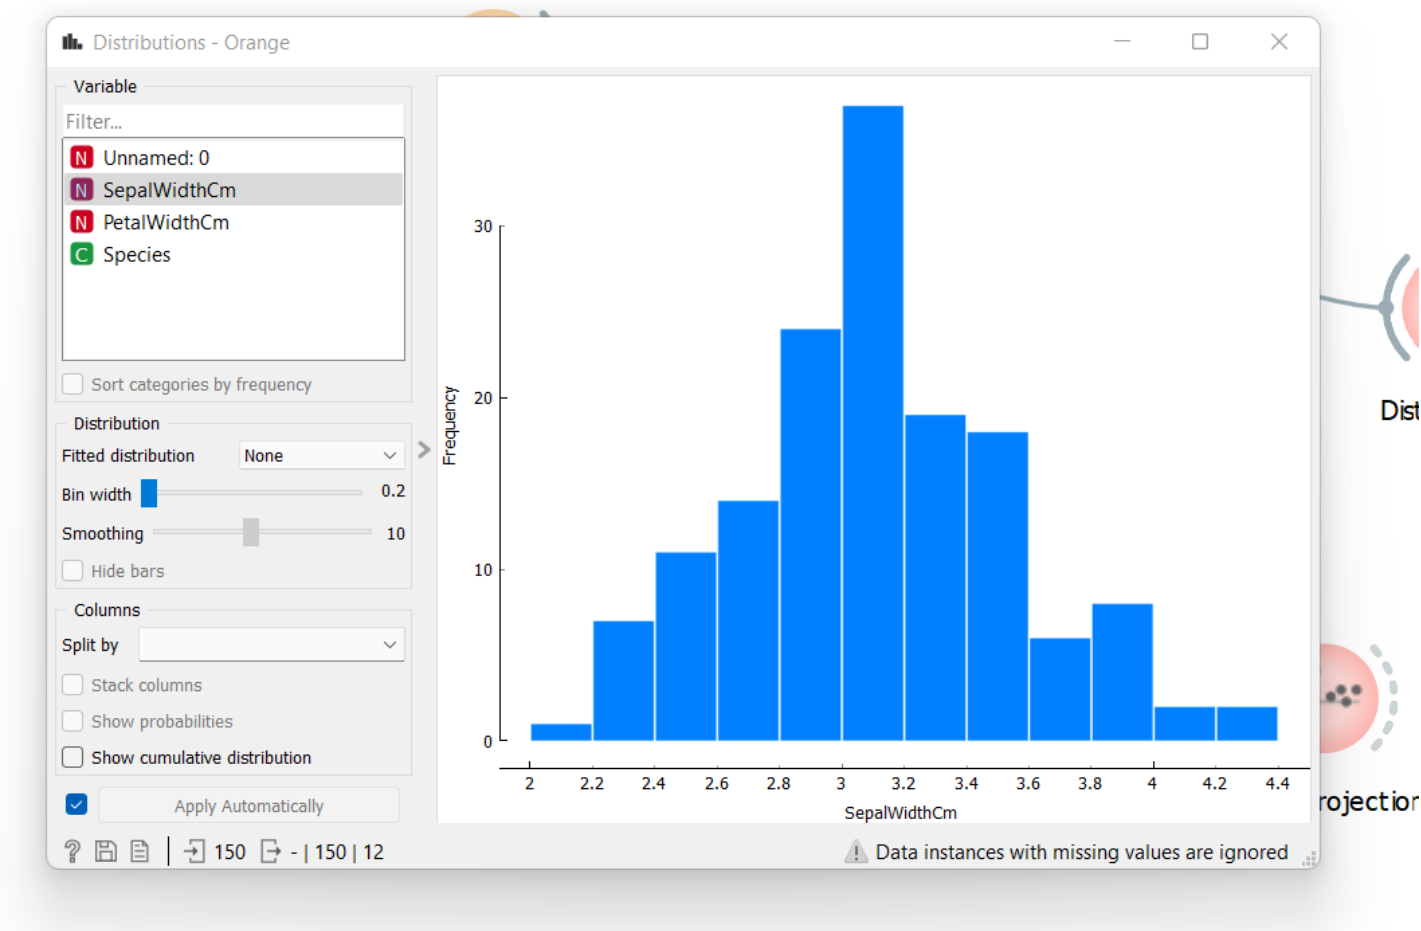 Distributions - Orange
Variable
Filter...
N Unnamed: 0
N SepalWidthCm
N PetalWidthCm
C Species
Sort categories by frequency
Distribution
Fitted distribution None
Bin width 0.2
Smoothing 10
Hide bars
Columns
Split by
Stack columns
Show probabilities
Show cumulative distribution
Apply Automatically
? 150 - | 150 | 12
Frequency
30
20
10
0
2 2.2 2.4 2.6 2.8 3 3.2 3.4 3.6 3.8 4 4.2 4.4
SepalWidthCm
Data instances with missing values are ignored
Dist
rojection